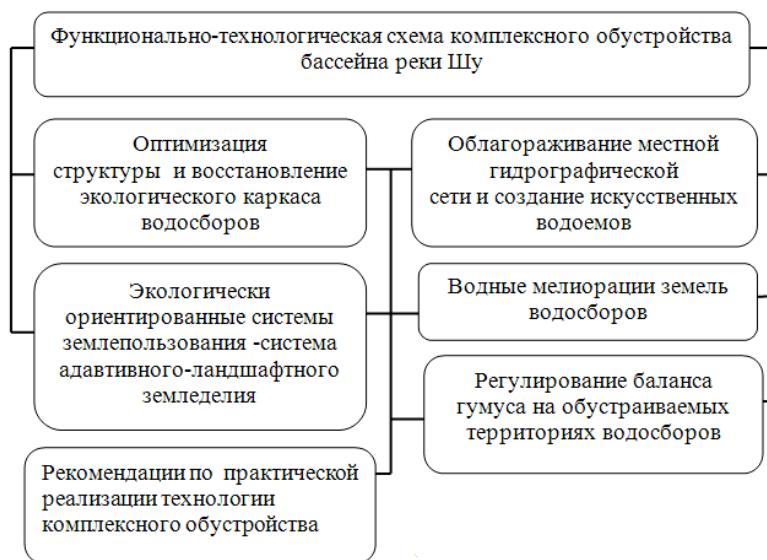 Функционально-технологическая схема комплексного обустройства
бассейна реки Шу
Оптимизация
структуры и восстановление
экологического каркаса
водосборов
Облагораживание местной
гидрографической
сети и создание искусственных
водоемов
Экологически
ориентированные системы
землепользования -система
адавтивного-ландшафтного
земледелия
Водные мелиорации земель
водосборов
Регулирование баланса
гумуса на обустраиваемых
территориях водосборов
Рекомендации по практической
реализации технологии
комплексного обустройства